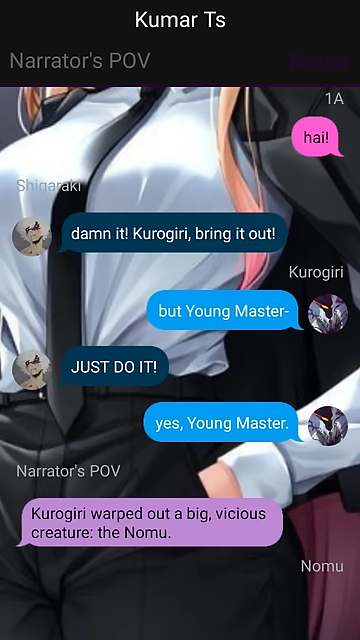 Kumar Ts
Narrator's POV
Nomu
1A
hai!
Shigaraki
damn it! Kurogiri, bring it out!
Kurogiri
but Young Master-
JUST DO IT!
yes, Young Master.
Narrator's POV
Kurogiri warped out a big, vicious
creature: the Nomu.
Nomu